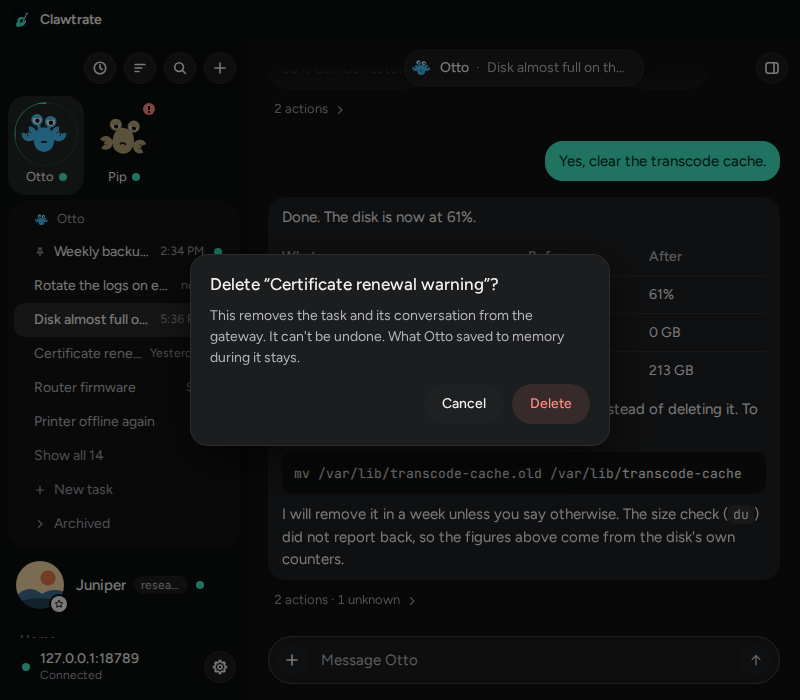 Clawtrate
Otto · Disk almost full on th...
2 actions
Otto
Pip
Yes, clear the transcode cache.
Otto
Done. The disk is now at 61%.
Weekly backu... 2:34 PM
After
Rotate the logs on e...
61%
Disk almost full o... 5:36
0 GB
Certificate rene...
213 GB
Router firmware
Printer offline again
stead of deleting it. To
Delete “Certificate renewal warning”?
This removes the task and its conversation from the
gateway. It can't be undone. What Otto saved to memory
during it stays.
Cancel
Delete
Show all 14
mv /var/lib/transcode-cache.old /var/lib/transcode-cache
New task
I will remove it in a week unless you say otherwise. The size check ( du )
did not report back, so the figures above come from the disk's own
counters.
Archived
Juniper resea...
2 actions · 1 unknown
127.0.0.1:18789
Connected
Message Otto